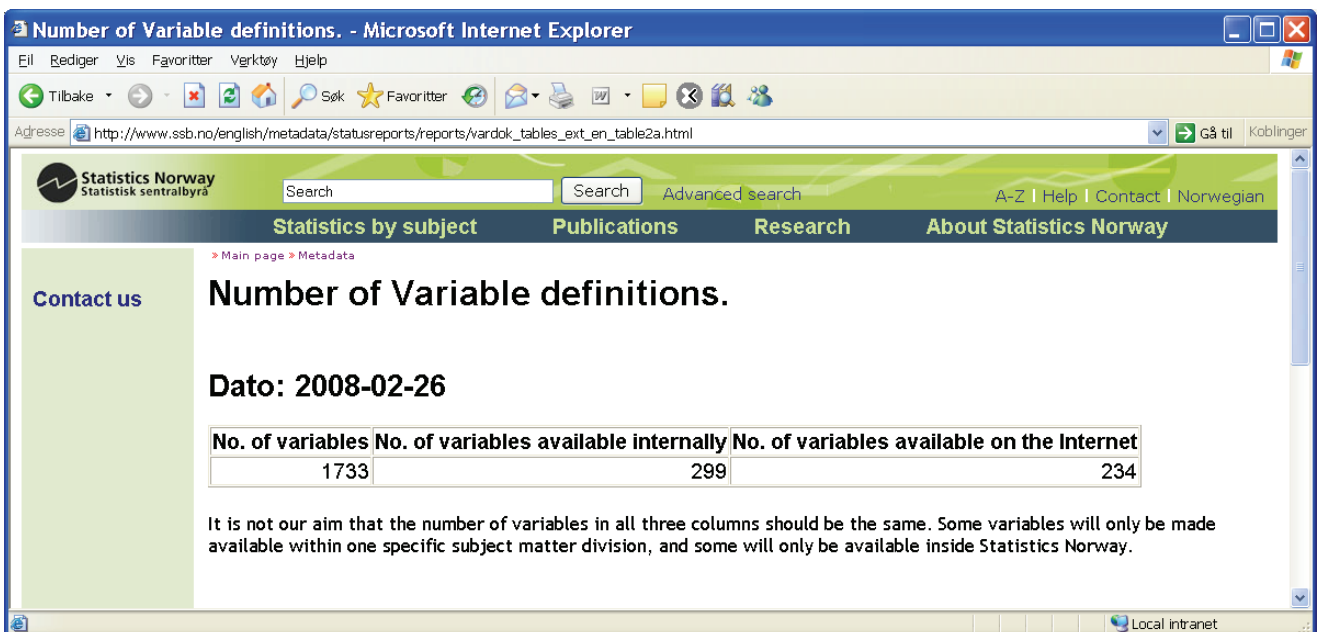 Number of Variable definitions. - Microsoft Internet Explorer
Fil Rediger Vis Favoritter Verktøy Hjelp
Tilbake Søk Favoritter
Adresse http://www.ssb.no/english/metadata/statusreports/reports/vardok_tables_ext_en_table2a.html Gå til Koblinger
Statistics Norway
Statistisk sentralbyrå
Search Search Advanced search A-Z | Help | Contact | Norwegian
Statistics by subject Publications Research About Statistics Norway
» Main page » Metadata
Contact us
Number of Variable definitions.
Dato: 2008-02-26
No. of variables No. of variables available internally No. of variables available on the Internet
1733 299 234
It is not our aim that the number of variables in all three columns should be the same. Some variables will only be made
available within one specific subject matter division, and some will only be available inside Statistics Norway.
Local intranet